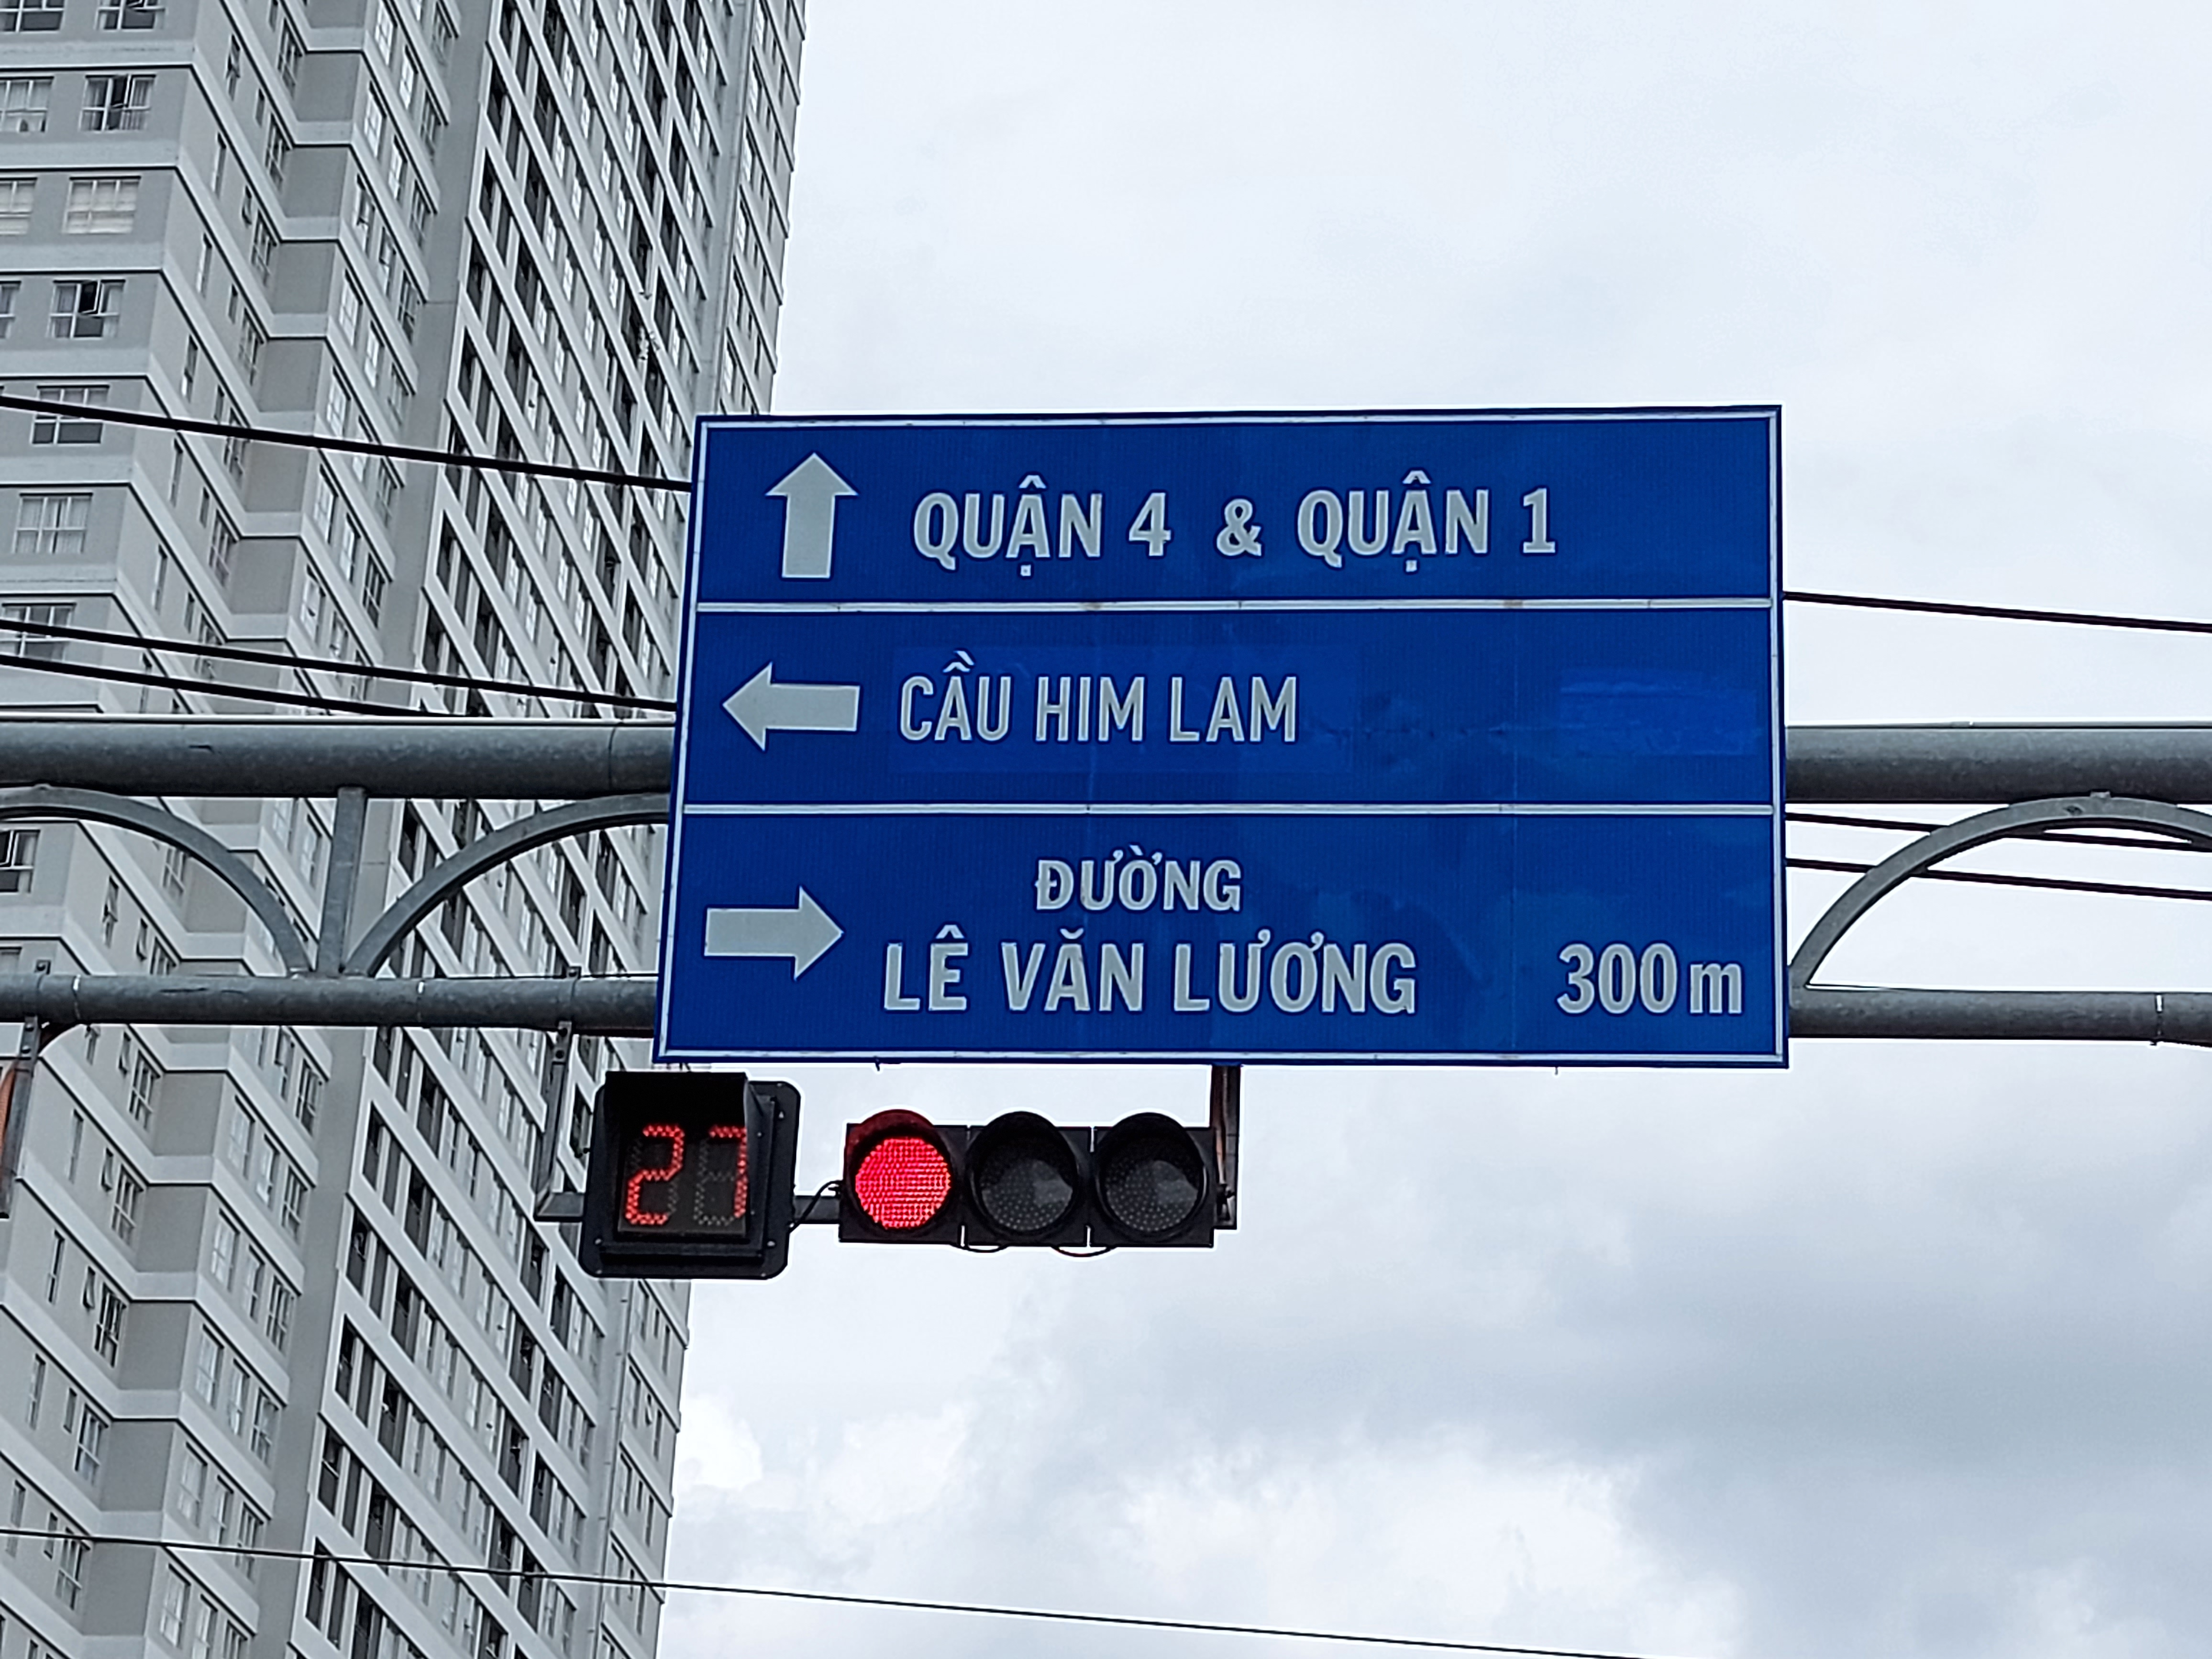 QUẬN 4 & QUẬN 1
CẦU HIM LAM
ĐƯỜNG
LÊ VĂN LƯƠNG 300m
27